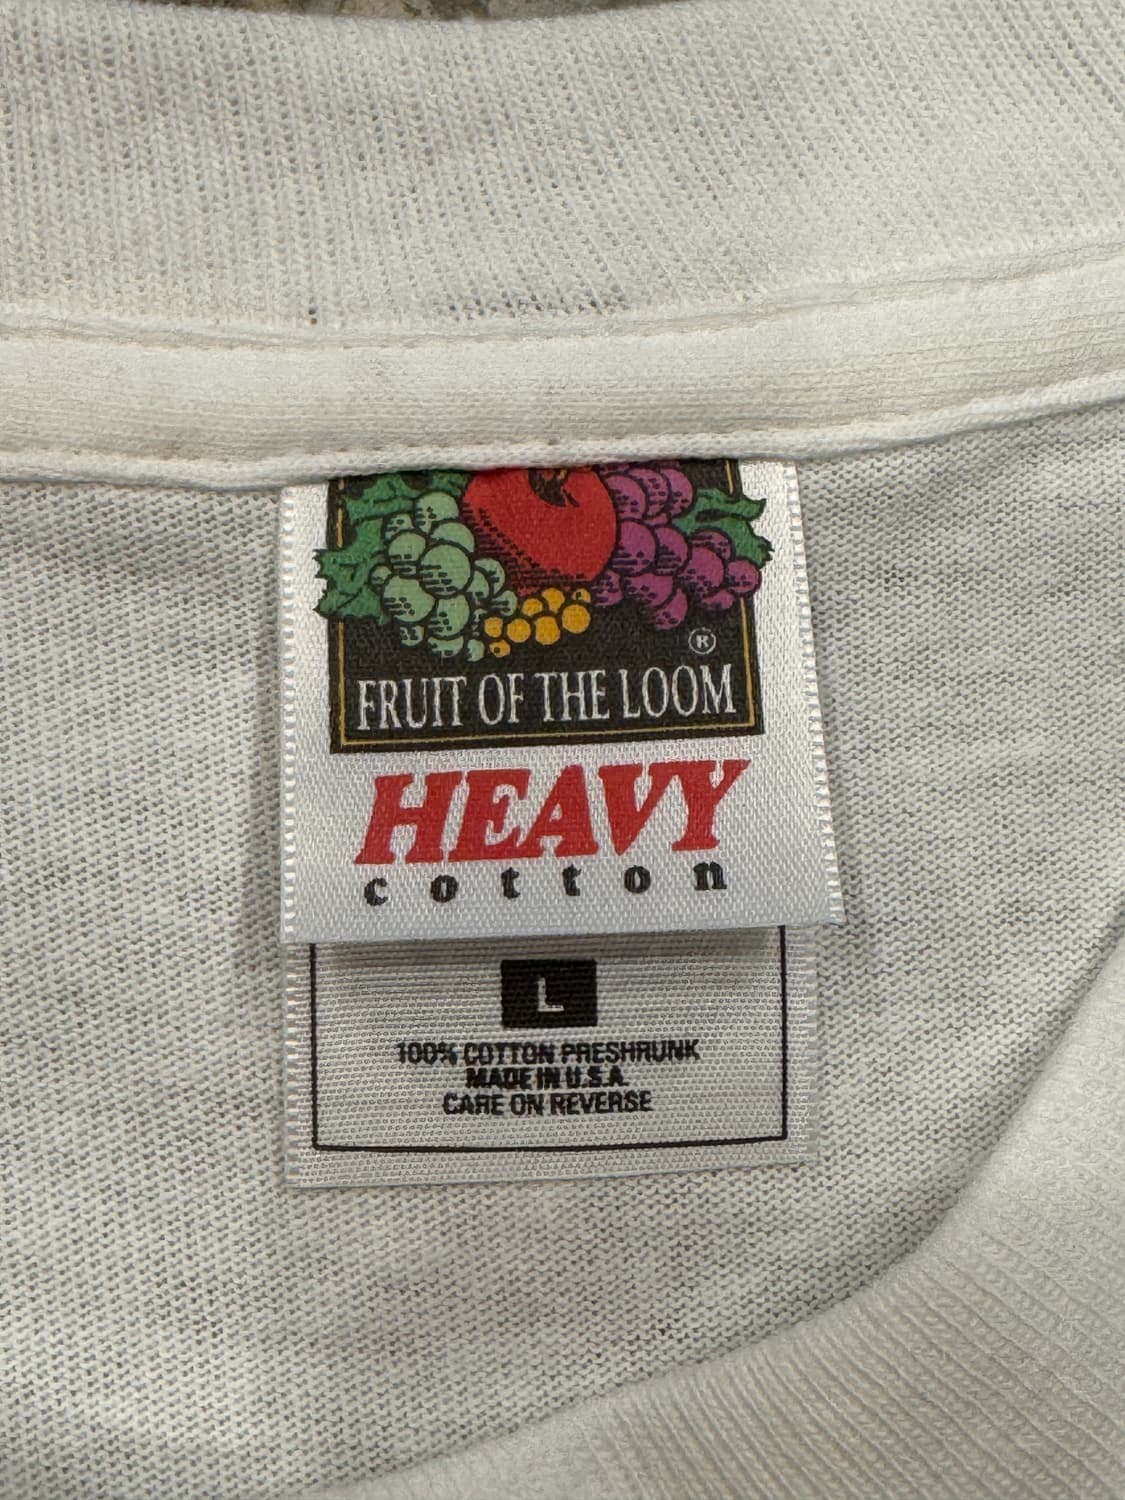 ®
FRUIT OF THE LOOM
HEAVY
cotton
L
100% COTTON PRESHRUNK
MADE IN U.S.A.
CARE ON REVERSE